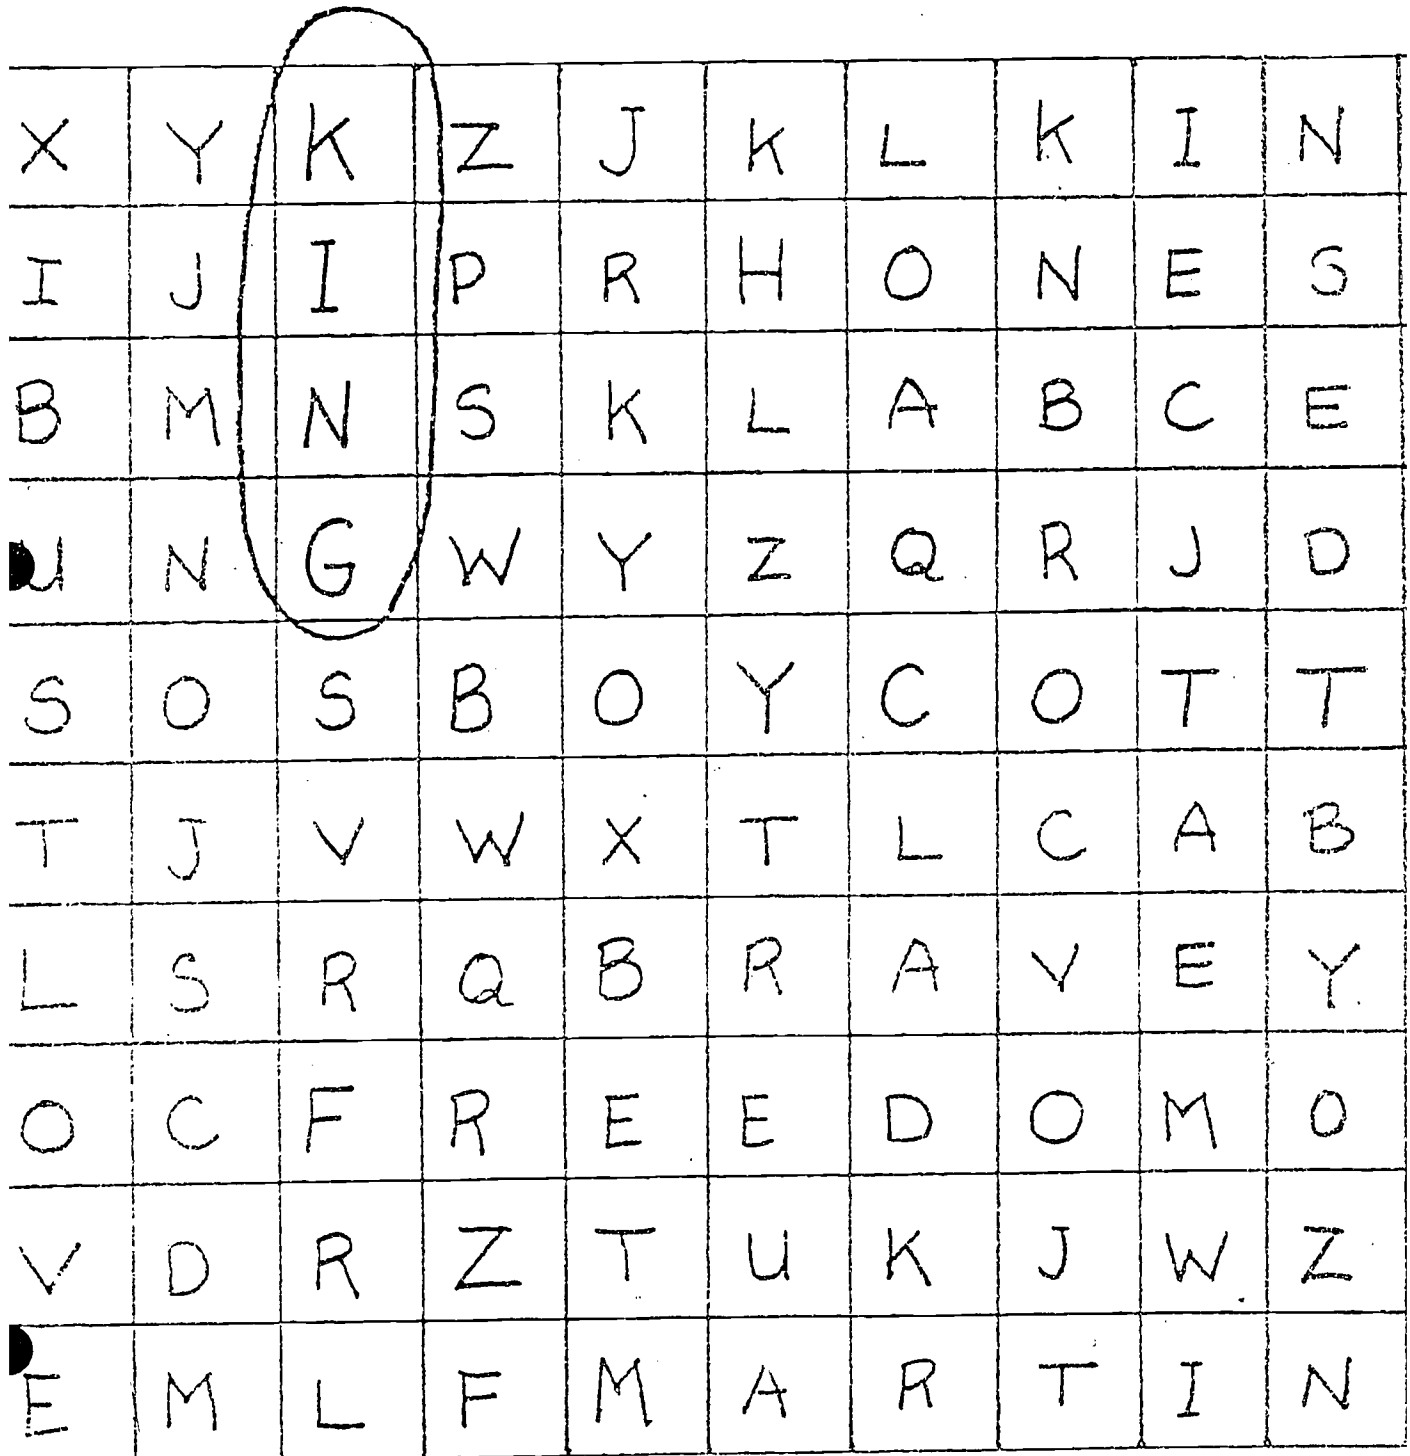 X Y K Z J K L K I N
I J I P R H O N E S
B M N S K L A B C E
U N G W Y Z Q R J D
S O S B O Y C O T T
T J V W X T L C A B
L S R Q B R A V E Y
O C F R E E D O M O
V D R Z T U K J W Z
E M L F M A R T I N